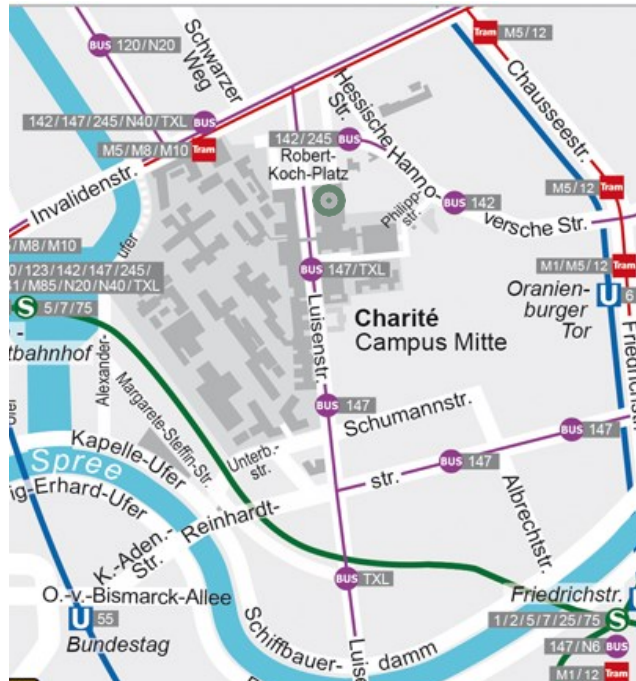 BUS 120/N20
Schwarzer
Weg
Tram M5/12
Chausseestr.
142/147/245/N40/TXL BUS
M5/M8/M10 Tram
Hessische
Str.
142/245 BUS
Robert-
Koch-Platz
Hanno-
versche Str.
Philipp-
str.
BUS 142
M5/12 Tram
Invalidenstr.
/M8/M10
ufer
0/123/142/147/245/
/M85/N20/N40/TXL
S 5/7/75
tbahnhof
Alexander-
BUS 147/TXL
Luisenstr.
M1/M5/12 Tram
Oranien-
burger
Tor
U 6
Friedrichstr.
Charité
Campus Mitte
Margarete-Steffin-Str.
BUS 147
Schumannstr.
BUS 147
Kapelle-Ufer
Unterb.-
str.
Spree
ig-Erhard-Ufer
BUS 147
Reinhardt-
str.
Albrechtstr.
K.-Aden.-
Str.
BUS TXL
O.-v.-Bismarck-Allee
U 55
Bundestag
Schiffbauer-
damm
Luise
Friedrichstr.
1/2/5/7/25/75 S
147/N6 BUS
M1/12 Tram